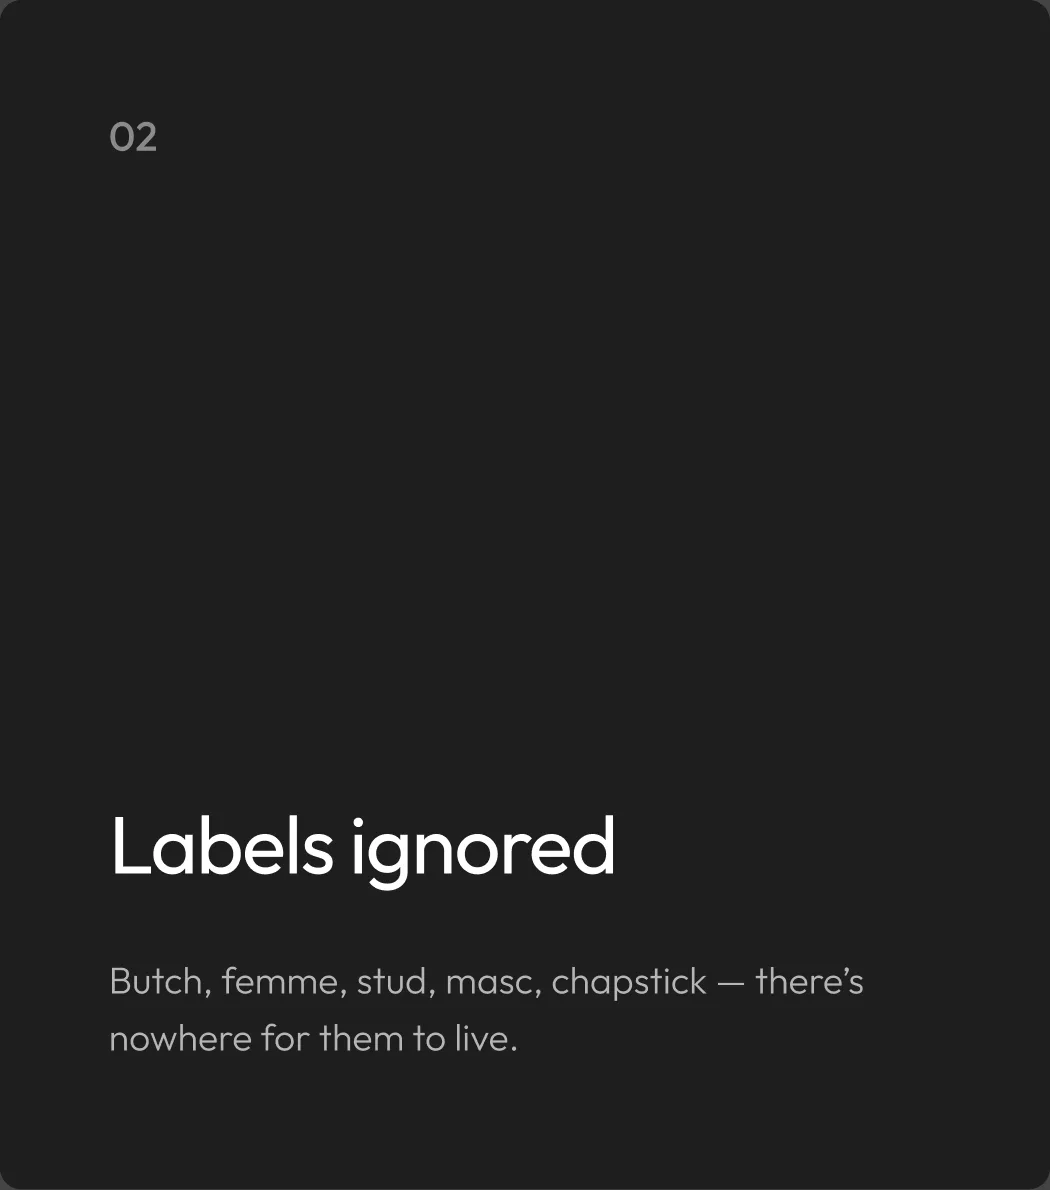 02
Labels ignored
Butch, femme, stud, masc, chapstick — there’s
nowhere for them to live.